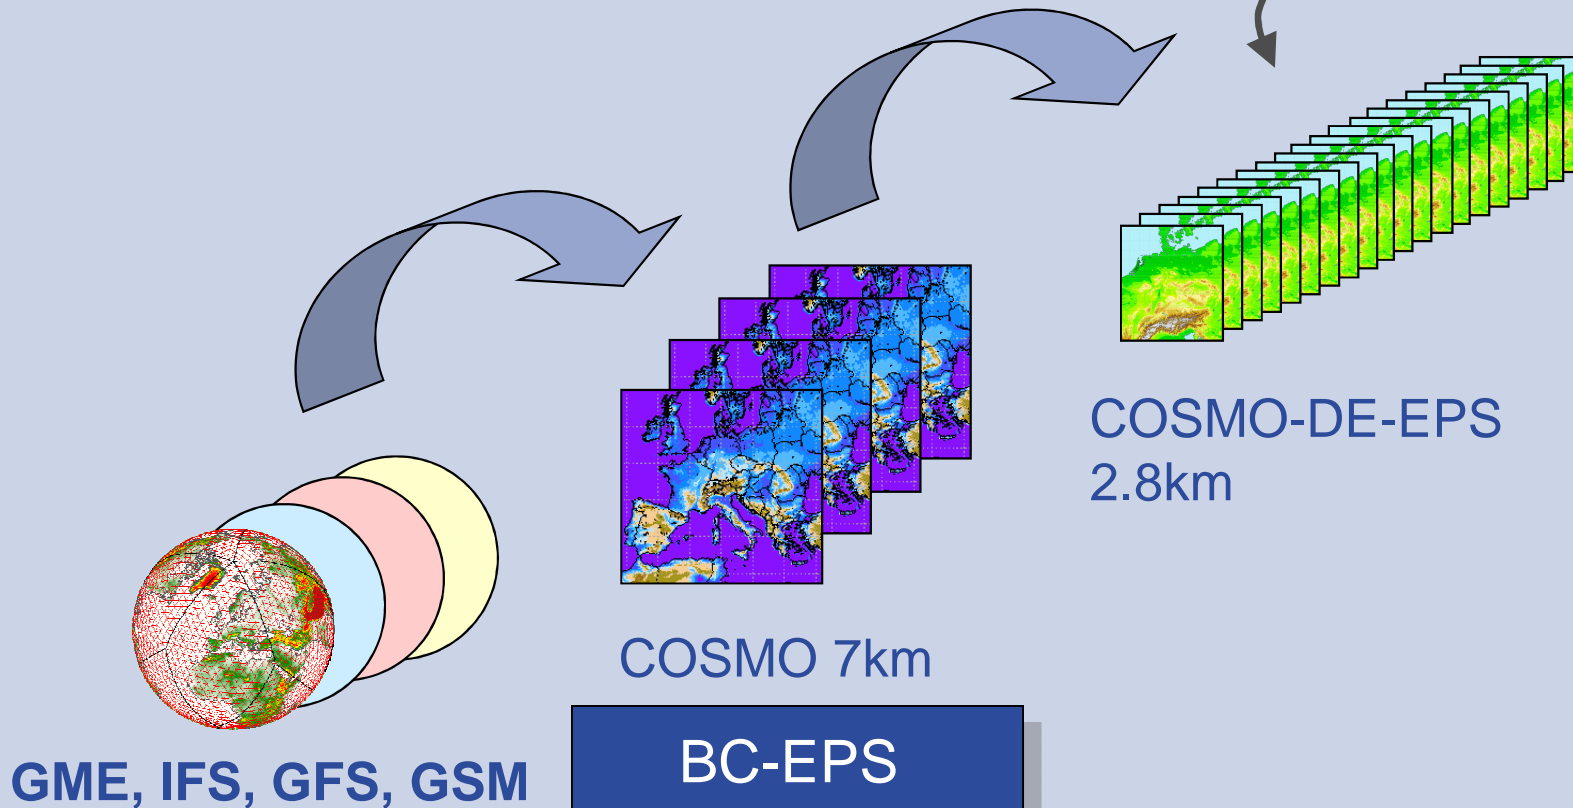 COSMO-DE-EPS
2.8km
COSMO 7km
BC-EPS
GME, IFS, GFS, GSM